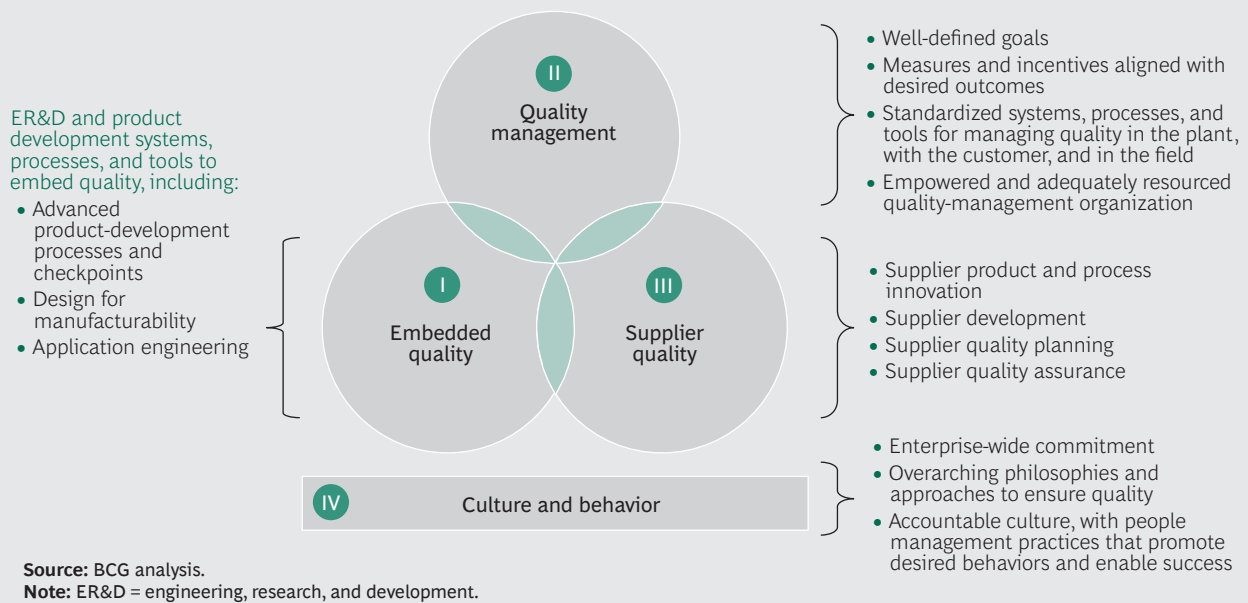 ER&D and product
development systems,
processes, and tools to
embed quality, including:
• Advanced
product-development
processes and
checkpoints
• Design for
manufacturability
• Application engineering
II
Quality
management
I
Embedded
quality
III
Supplier
quality
IV
Culture and behavior
• Well-defined goals
• Measures and incentives aligned with
desired outcomes
• Standardized systems, processes, and
tools for managing quality in the plant,
with the customer, and in the field
• Empowered and adequately resourced
quality-management organization
• Supplier product and process
innovation
• Supplier development
• Supplier quality planning
• Supplier quality assurance
• Enterprise-wide commitment
• Overarching philosophies and
approaches to ensure quality
• Accountable culture, with people
management practices that promote
desired behaviors and enable success
Source: BCG analysis.
Note: ER&D = engineering, research, and development.